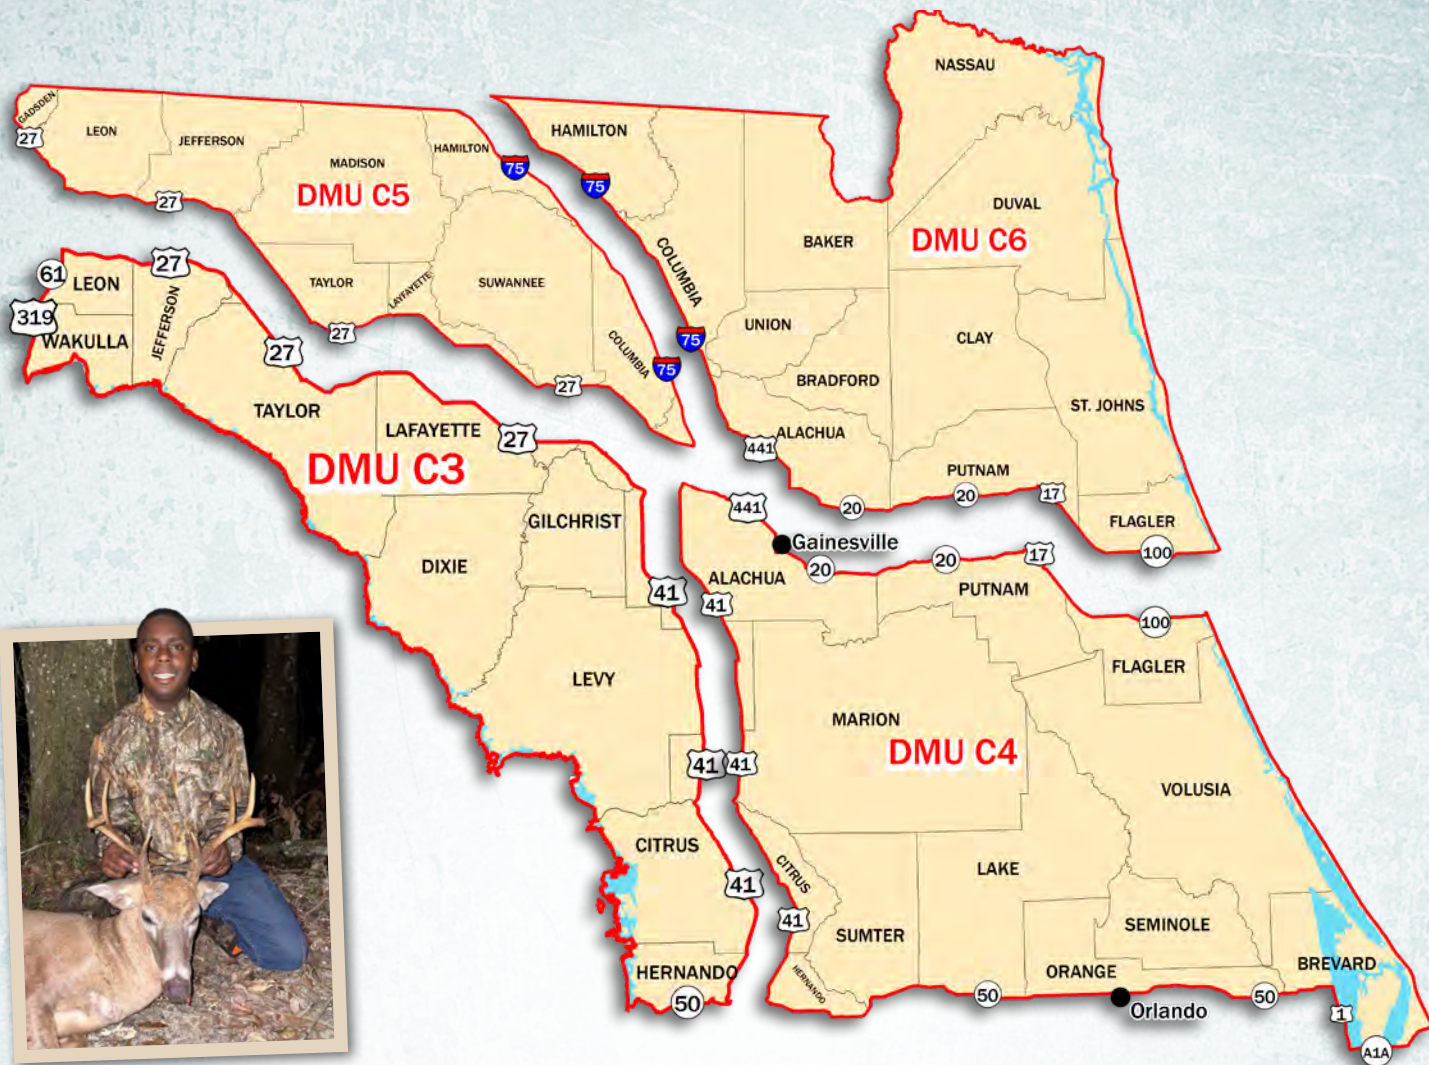 GADSDEN
27
LEON
JEFFERSON
MADISON
HAMILTON
75
DMU C5
27
TAYLOR
LAYFAYETTE
SUWANNEE
27
27
COLUMBIA
75
HAMILTON
75
COLUMBIA
NASSAU
DUVAL
DMU C6
BAKER
UNION
75
BRADFORD
CLAY
ST. JOHNS
ALACHUA
441
PUTNAM
20
20
17
FLAGLER
100
61
LEON
27
319
WAKULLA
JEFFERSON
27
TAYLOR
LAFAYETTE
27
DMU C3
GILCHRIST
DIXIE
41
LEVY
41
CITRUS
41
HERNANDO
50
441
Gainesville
20
20
17
ALACHUA
41
PUTNAM
100
FLAGLER
MARION
DMU C4
41
VOLUSIA
CITRUS
LAKE
41
SUMTER
SEMINOLE
HERNANDO
ORANGE
BREVARD
50
50
Orlando
1
A1A